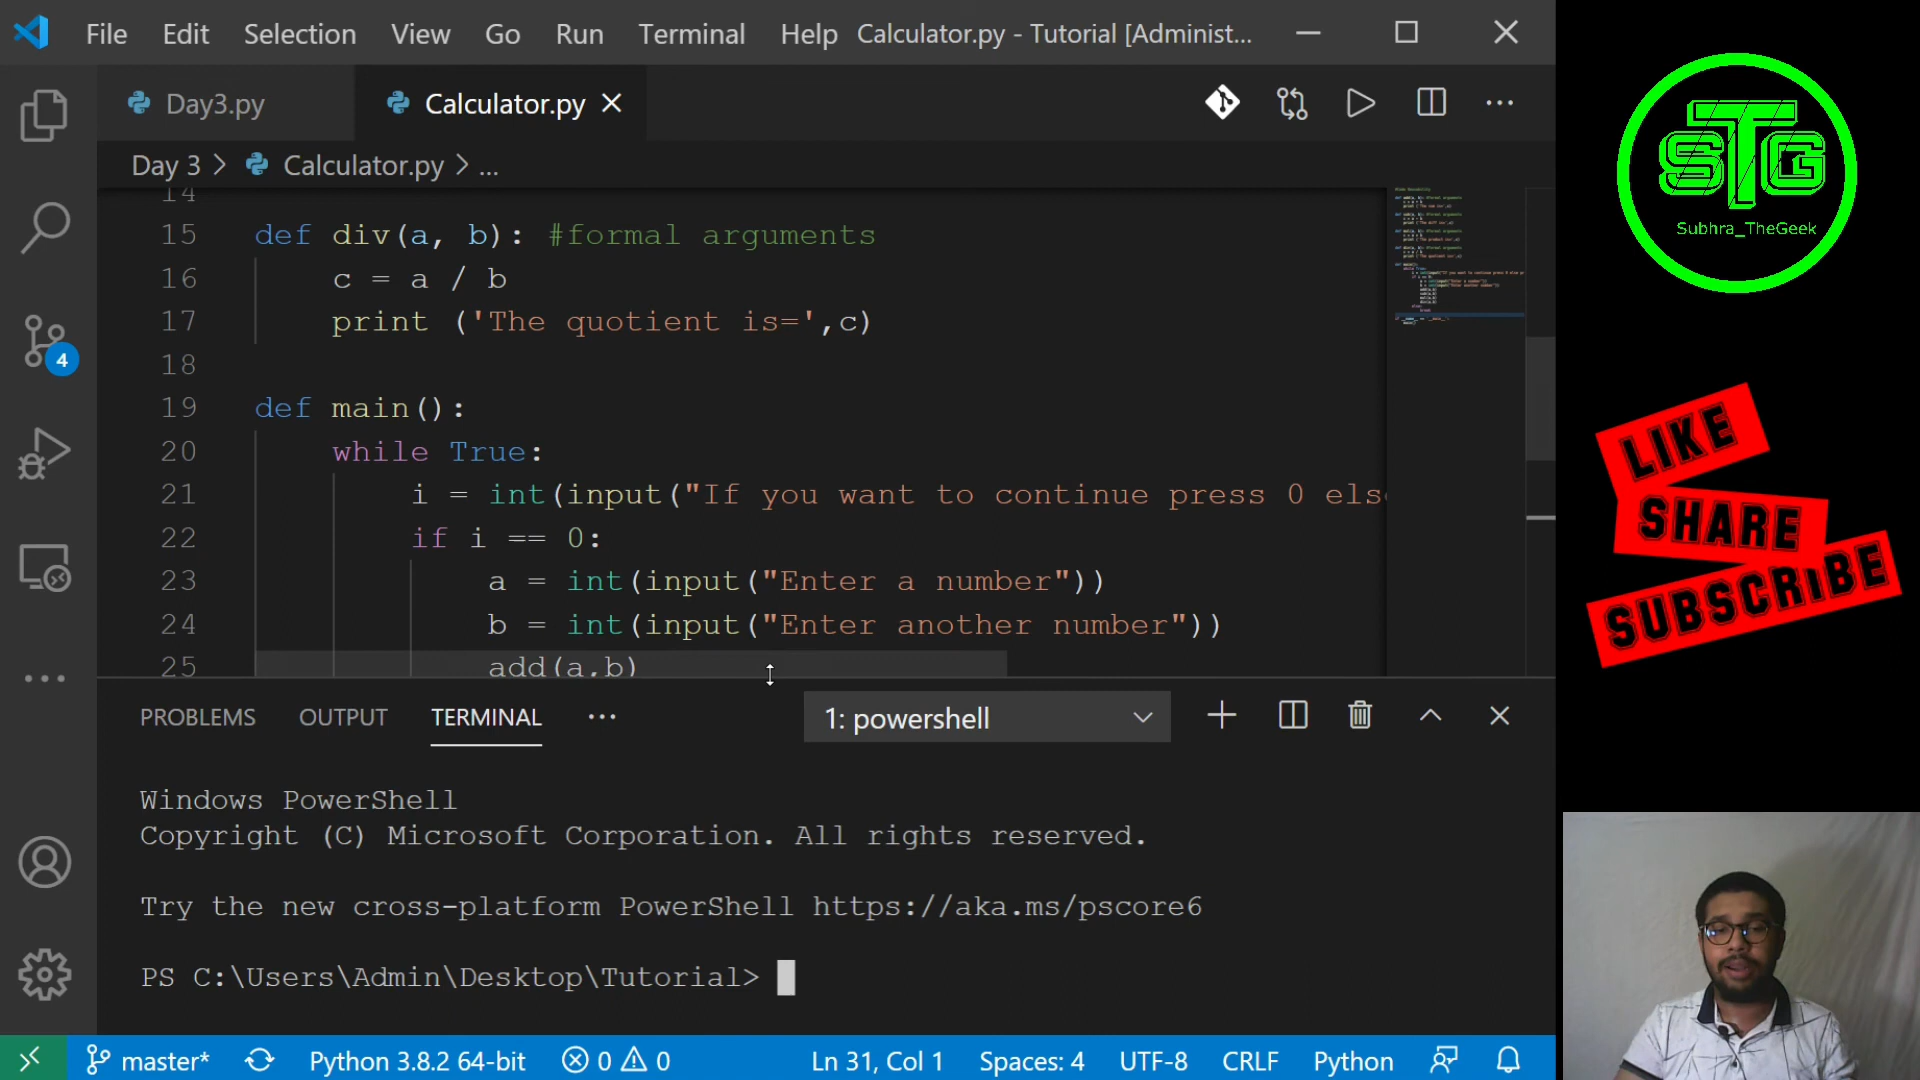 File Edit Selection View Go Run Terminal Help Calculator.py - Tutorial [Administ...
Day3.py
Calculator.py
Day 3 > Calculator.py > ...
14
15 def div(a, b): #formal arguments
16 c = a / b
17 print ('The quotient is=',c)
18
19 def main():
20 while True:
21 i = int(input("If you want to continue press 0 els
22 if i == 0:
23 a = int(input("Enter a number"))
24 b = int(input("Enter another number"))
25 add(a,b)
4
PROBLEMS OUTPUT TERMINAL ... 1: powershell
Windows PowerShell
Copyright (C) Microsoft Corporation. All rights reserved.
Try the new cross-platform PowerShell https://aka.ms/pscore6
PS C:\Users\Admin\Desktop\Tutorial>
master* Python 3.8.2 64-bit 0 0 Ln 31, Col 1 Spaces: 4 UTF-8 CRLF Python
STG
Subhra_TheGeek
LIKE
SHARE
SUBSCRIBE